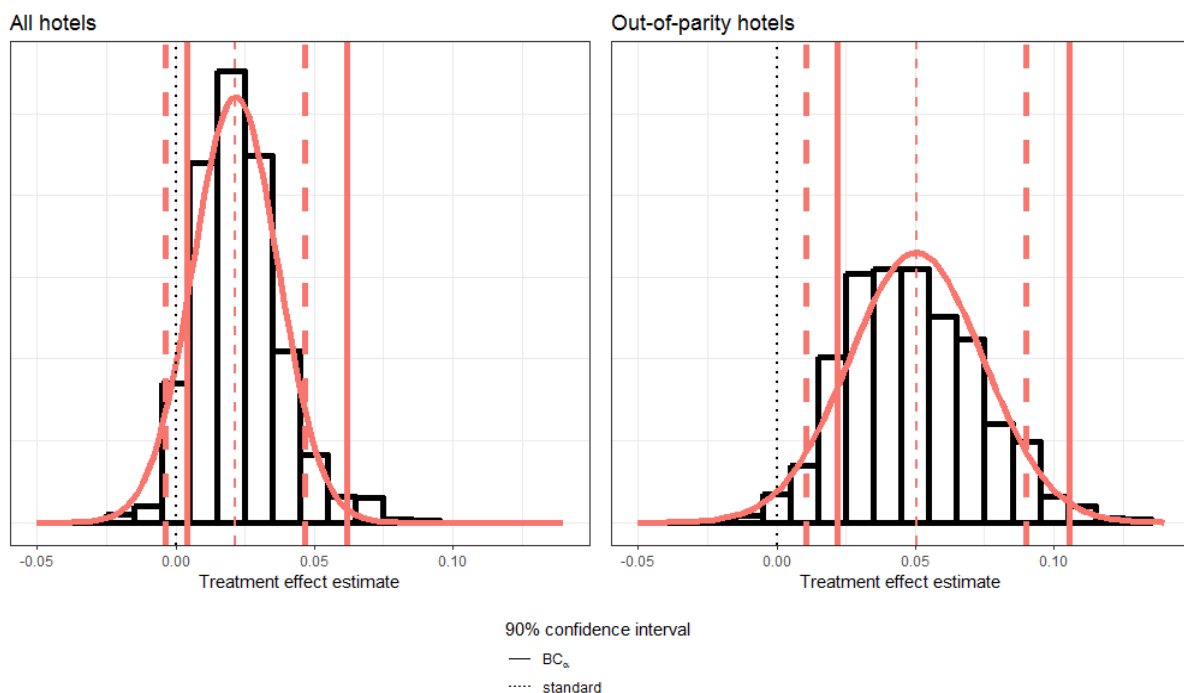 All hotels
Out-of-parity hotels
-0.05 0.00 0.05 0.10
-0.05 0.00 0.05 0.10
Treatment effect estimate
Treatment effect estimate
90% confidence interval
BCα
standard